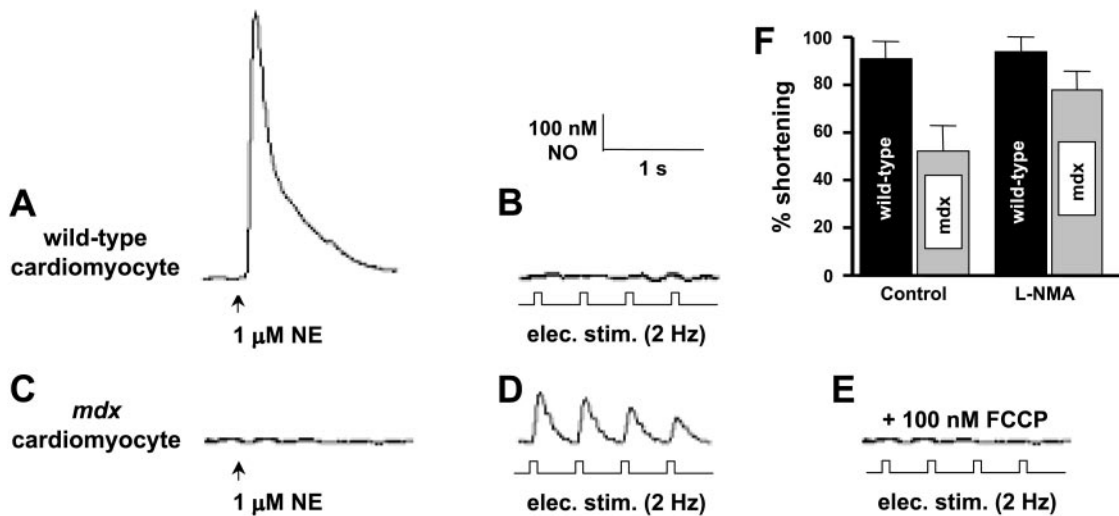 A
wild-type
cardiomyocyte
1 µM NE
100 nM
NO
1 s
B
elec. stim. (2 Hz)
F
% shortening
100
80
60
40
20
0
wild-type
mdx
wild-type
mdx
Control
L-NMA
C
mdx
cardiomyocyte
1 µM NE
D
elec. stim. (2 Hz)
E
+ 100 nM FCCP
elec. stim. (2 Hz)